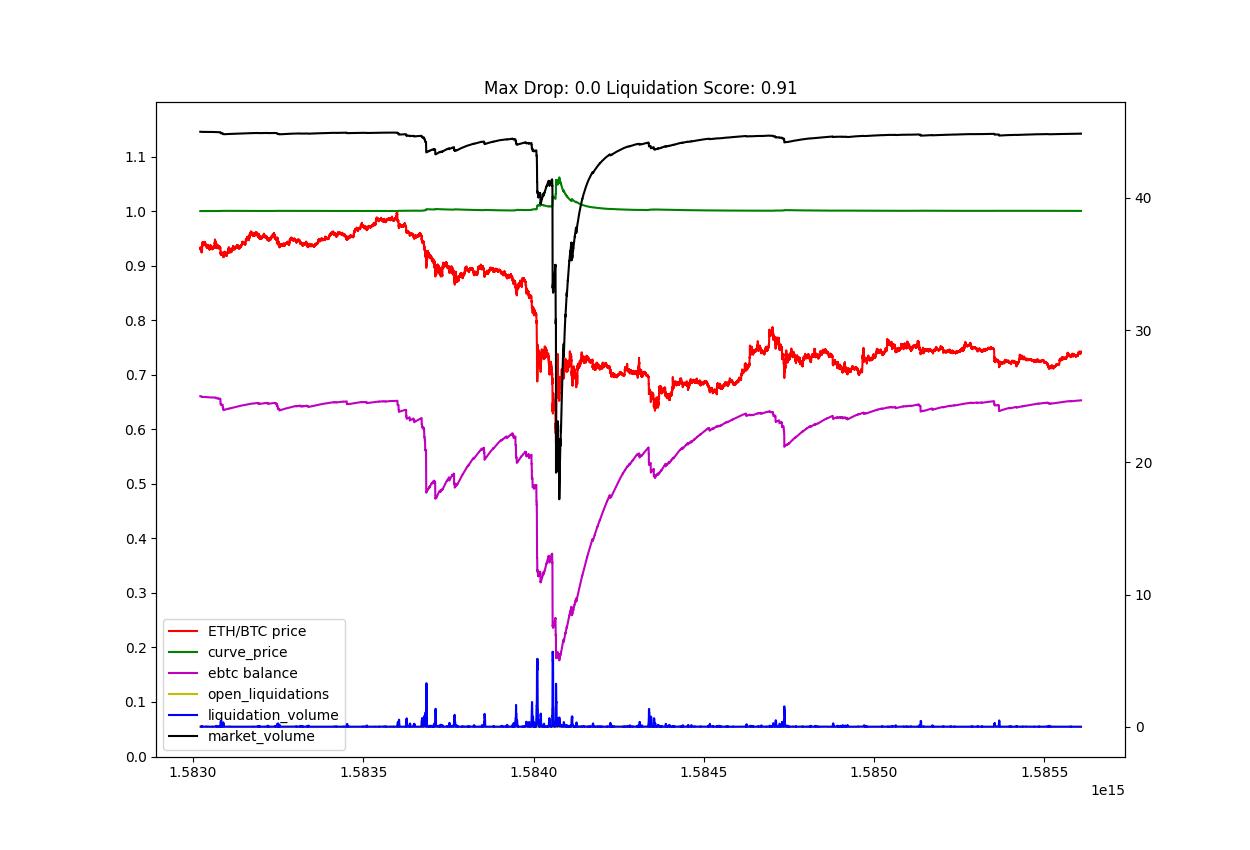 Max Drop: 0.0 Liquidation Score: 0.91
1.1
1.0
0.9
0.8
0.7
0.6
0.5
0.4
0.3
0.2
0.1
0.0
40
30
20
10
0
ETH/BTC price
curve_price
ebtc balance
open_liquidations
liquidation_volume
market_volume
1.5830 1.5835 1.5840 1.5845 1.5850 1.5855
1e15